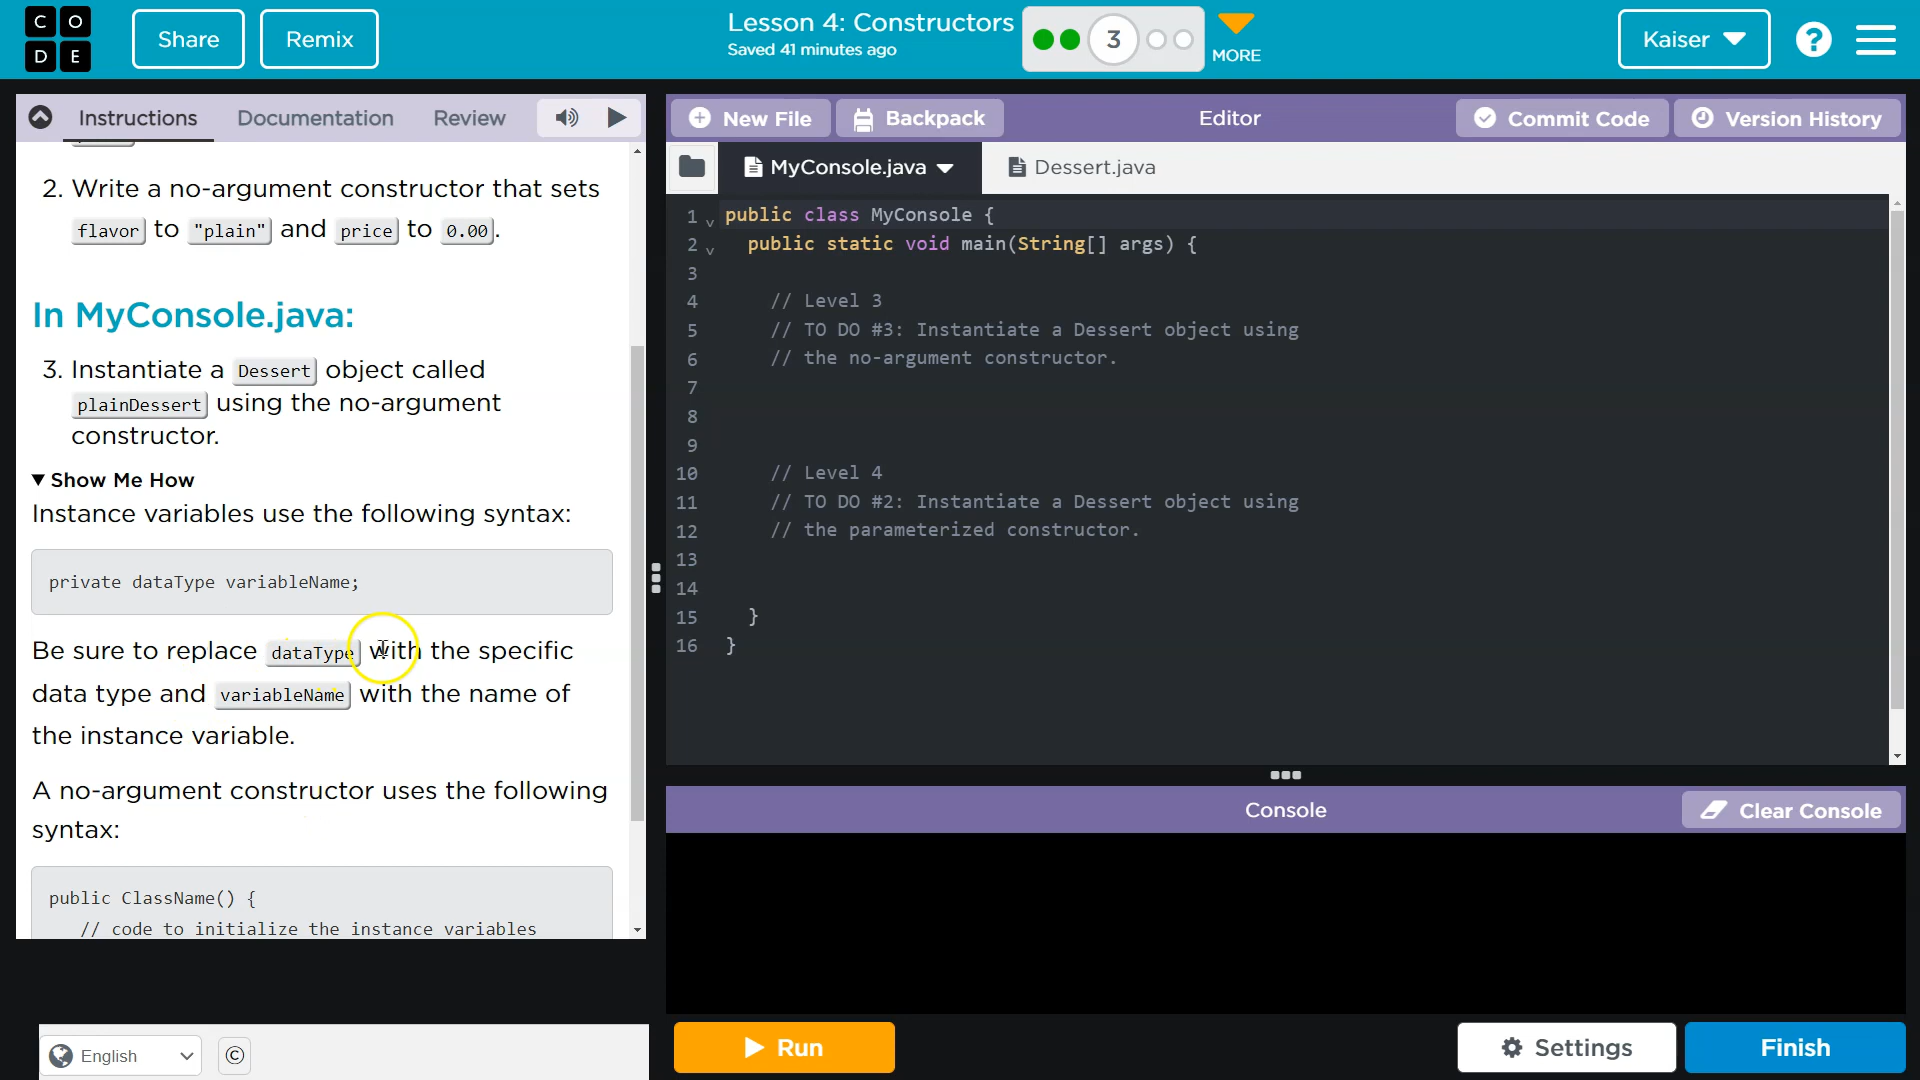 C O
D E
Share
Remix
Lesson 4: Constructors
Saved 41 minutes ago
3
MORE
Kaiser
?
Instructions
Documentation
Review
New File
Backpack
Editor
Commit Code
Version History
MyConsole.java
Dessert.java
2. Write a no-argument constructor that sets
flavor to "plain" and price to 0.00.
In MyConsole.java:
3. Instantiate a Dessert object called
plainDessert using the no-argument
constructor.
Show Me How
Instance variables use the following syntax:
private dataType variableName;
Be sure to replace dataType with the specific
data type and variableName with the name of
the instance variable.
A no-argument constructor uses the following
syntax:
public ClassName() {
// code to initialize the instance variables
1 public class MyConsole {
2 public static void main(String[] args) {
3
4 // Level 3
5 // TO DO #3: Instantiate a Dessert object using
6 // the no-argument constructor.
7
8
9
10 // Level 4
11 // TO DO #2: Instantiate a Dessert object using
12 // the parameterized constructor.
13
14
15 }
16 }
Console
Clear Console
English
©
Run
Settings
Finish